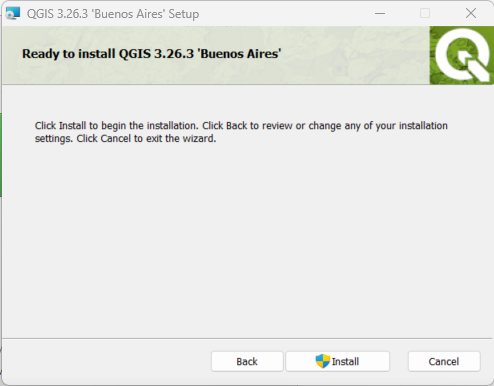 QGIS 3.26.3 'Buenos Aires' Setup
Ready to install QGIS 3.26.3 'Buenos Aires'
Click Install to begin the installation. Click Back to review or change any of your installation
settings. Click Cancel to exit the wizard.
Back
Install
Cancel